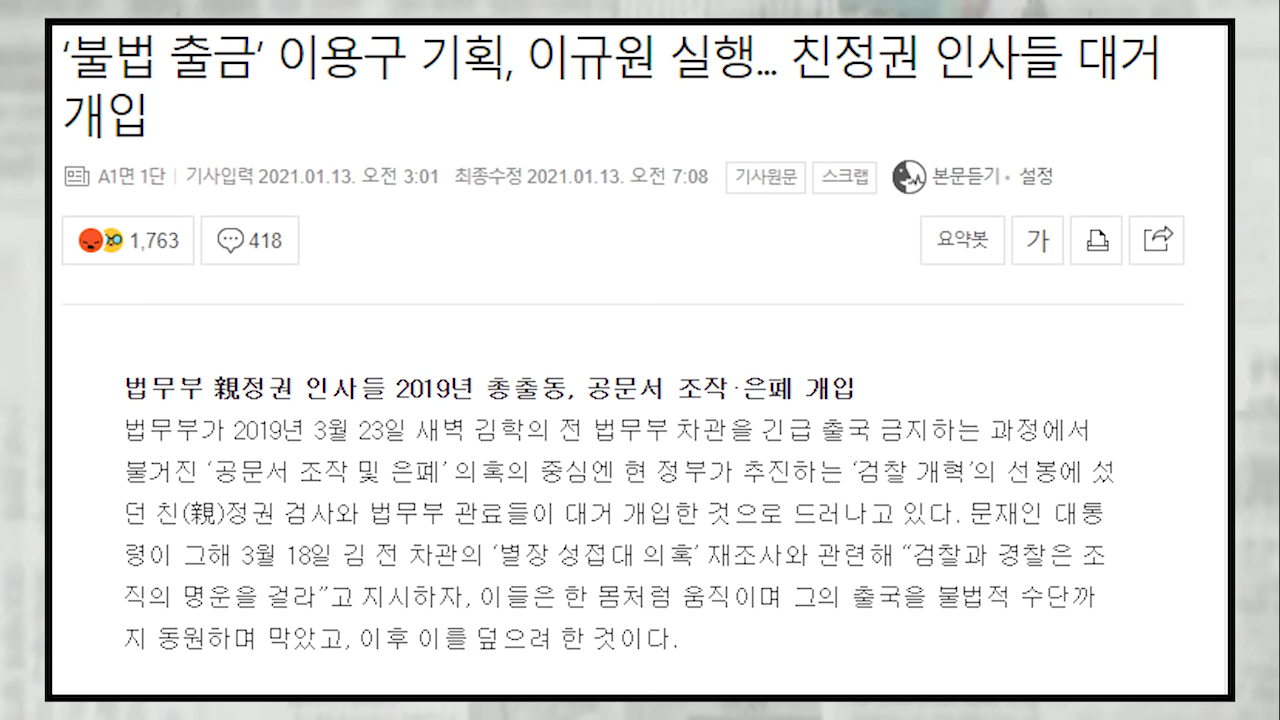 ‘불법 출금’ 이용구 기획, 이규원 실행... 친정권 인사들 대거
개입
A1면 1단 기사입력 2021.01.13. 오전 3:01 최종수정 2021.01.13. 오전 7:08 기사원문 스크랩 본문듣기 · 설정
1,763 418 요약봇 가
법무부 親정권 인사들 2019년 총출동, 공문서 조작·은폐 개입
법무부가 2019년 3월 23일 새벽 김학의 전 법무부 차관을 긴급 출국 금지하는 과정에서
불거진 ‘공문서 조작 및 은폐’ 의혹의 중심엔 현 정부가 추진하는 ‘검찰 개혁’의 선봉에 섰
던 친(親)정권 검사와 법무부 관료들이 대거 개입한 것으로 드러나고 있다. 문재인 대통
령이 그해 3월 18일 김 전 차관의 ‘별장 성접대 의혹’ 재조사와 관련해 “검찰과 경찰은 조
직의 명운을 걸라”고 지시하자, 이들은 한 몸처럼 움직이며 그의 출국을 불법적 수단까
지 동원하며 막았고, 이후 이를 덮으려 한 것이다.